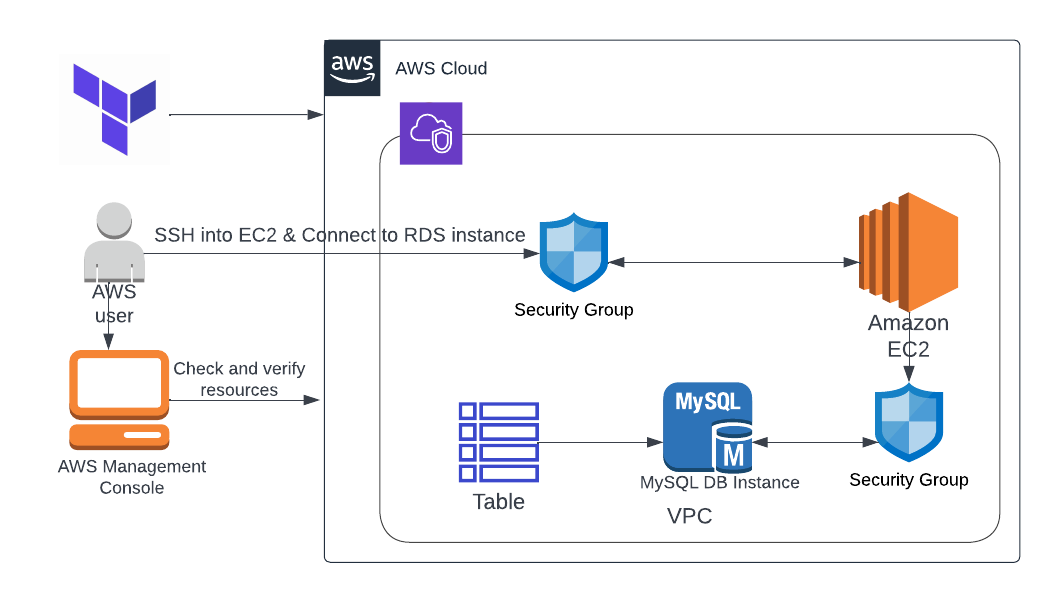 aws
AWS Cloud
SSH into EC2 & Connect to RDS instance
AWS
user
Security Group
Amazon
EC2
Check and verify
resources
AWS Management
Console
MySQL
M
Table
MySQL DB Instance
Security Group
VPC